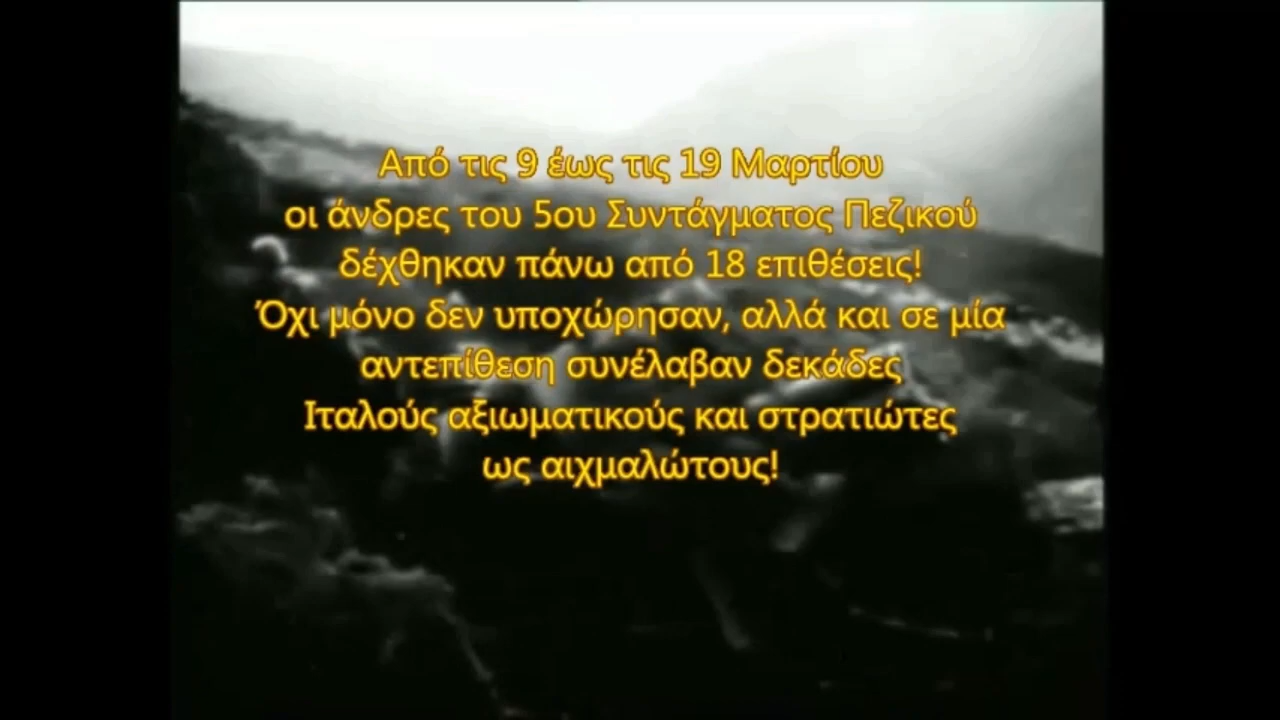 Από τις 9 έως τις 19 Μαρτίου
οι άνδρες του 5ου Συντάγματος Πεζικού
δέχθηκαν πάνω από 18 επιθέσεις!
Όχι μόνο δεν υποχώρησαν, αλλά και σε μία
αντεπίθεση συνέλαβαν δεκάδες
Ιταλούς αξιωματικούς και στρατιώτες
ως αιχμαλώτους!